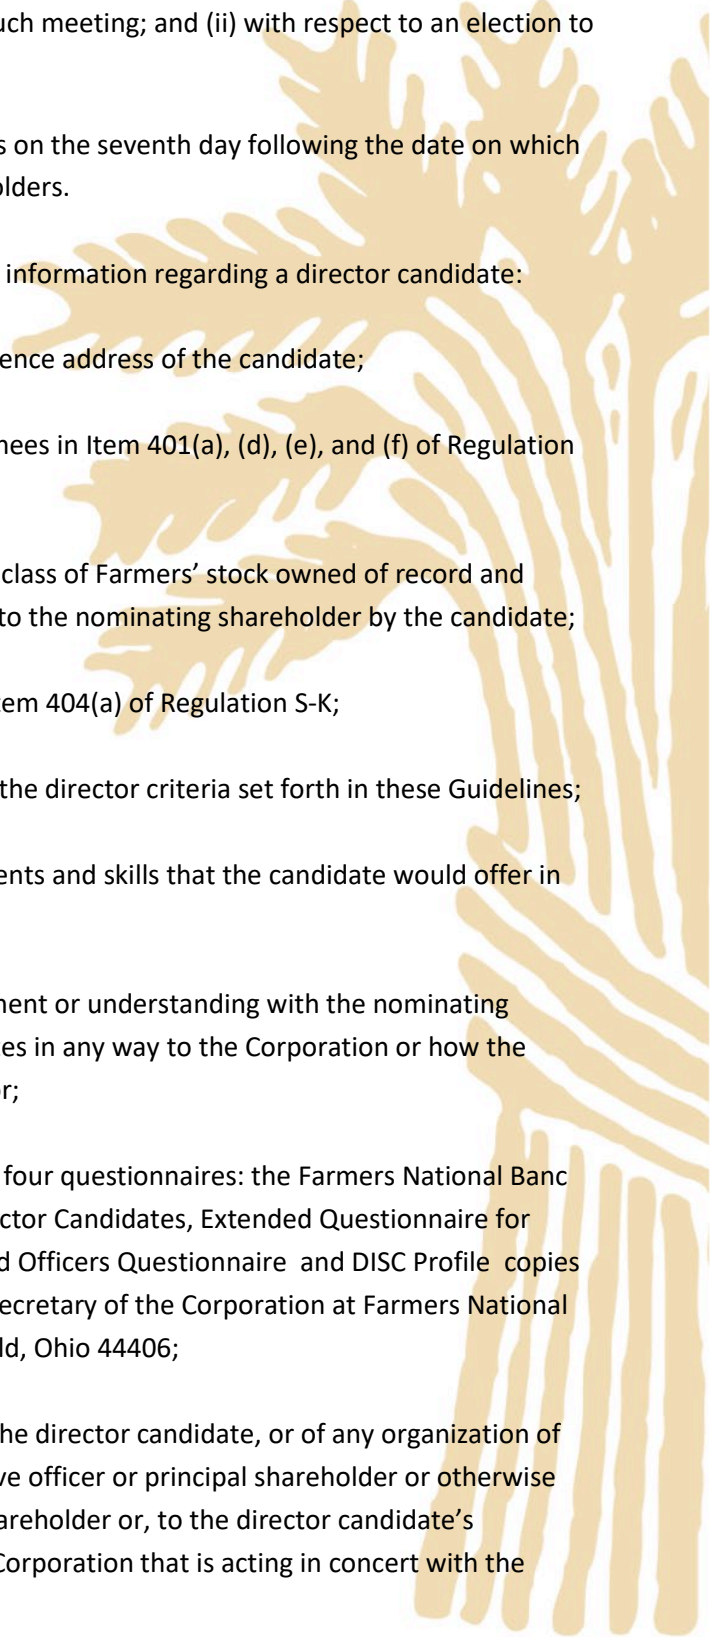 uch meeting; and (ii) with respect to an election to
s on the seventh day following the date on which
olders.
information regarding a director candidate:
ence address of the candidate;
nees in Item 401(a), (d), (e), and (f) of Regulation
class of Farmers’ stock owned of record and
to the nominating shareholder by the candidate;
tem 404(a) of Regulation S-K;
the director criteria set forth in these Guidelines;
ents and skills that the candidate would offer in
ment or understanding with the nominating
es in any way to the Corporation or how the
or;
four questionnaires: the Farmers National Banc
ctor Candidates, Extended Questionnaire for
d Officers Questionnaire and DISC Profile copies
ecretary of the Corporation at Farmers National
ld, Ohio 44406;
he director candidate, or of any organization of
ve officer or principal shareholder or otherwise
areholder or, to the director candidate’s
Corporation that is acting in concert with the